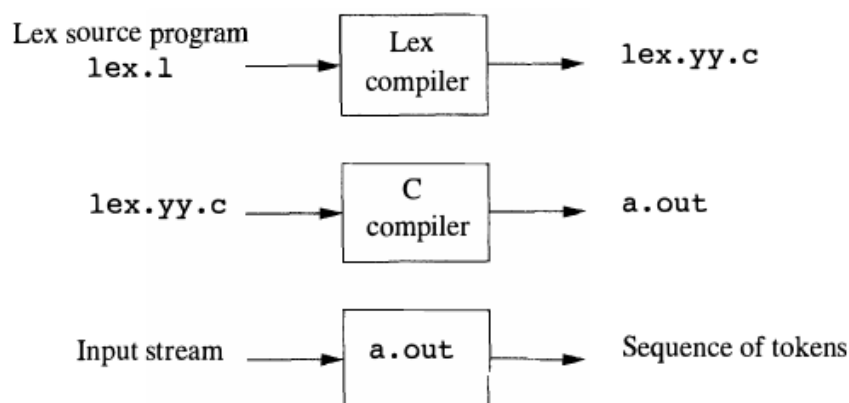 Lex source program
lex.l
Lex
compiler
lex.yy.c
lex.yy.c
C
compiler
a.out
Input stream
a.out
Sequence of tokens